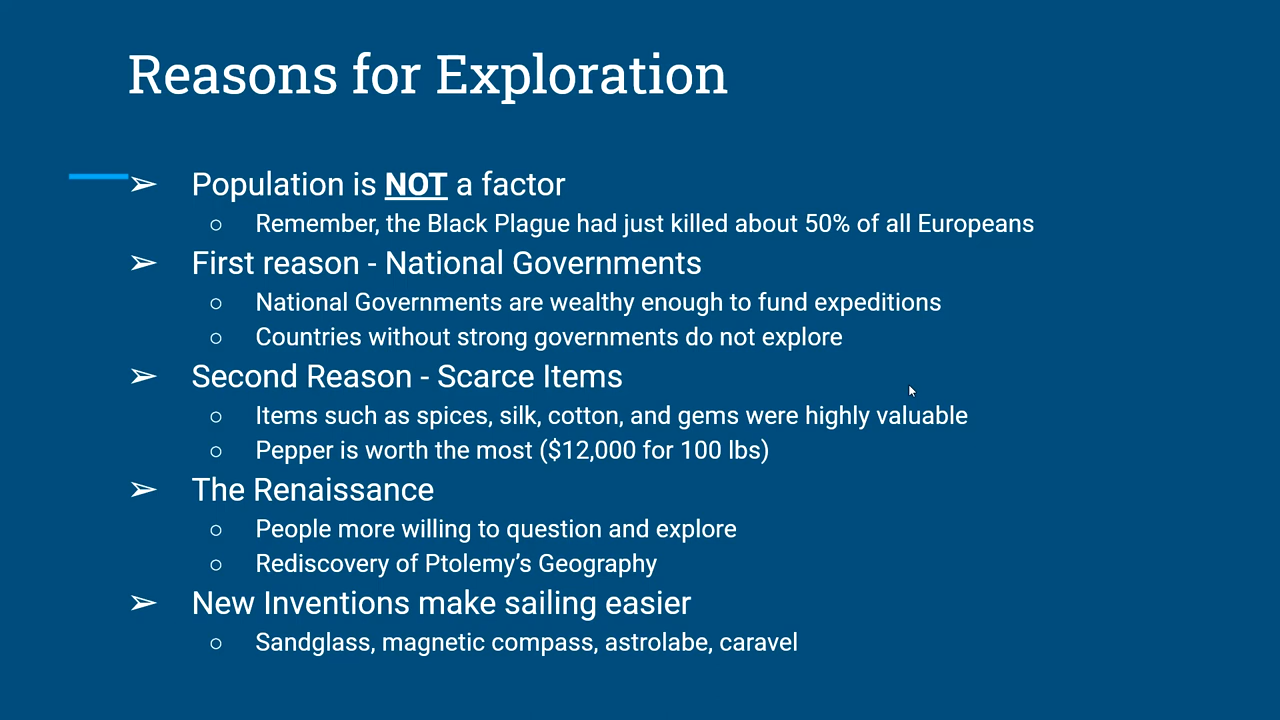 Reasons for Exploration
➢ Population is NOT a factor
○ Remember, the Black Plague had just killed about 50% of all Europeans
➢ First reason - National Governments
○ National Governments are wealthy enough to fund expeditions
○ Countries without strong governments do not explore
➢ Second Reason - Scarce Items
○ Items such as spices, silk, cotton, and gems were highly valuable
○ Pepper is worth the most ($12,000 for 100 lbs)
➢ The Renaissance
○ People more willing to question and explore
○ Rediscovery of Ptolemy’s Geography
➢ New Inventions make sailing easier
○ Sandglass, magnetic compass, astrolabe, caravel